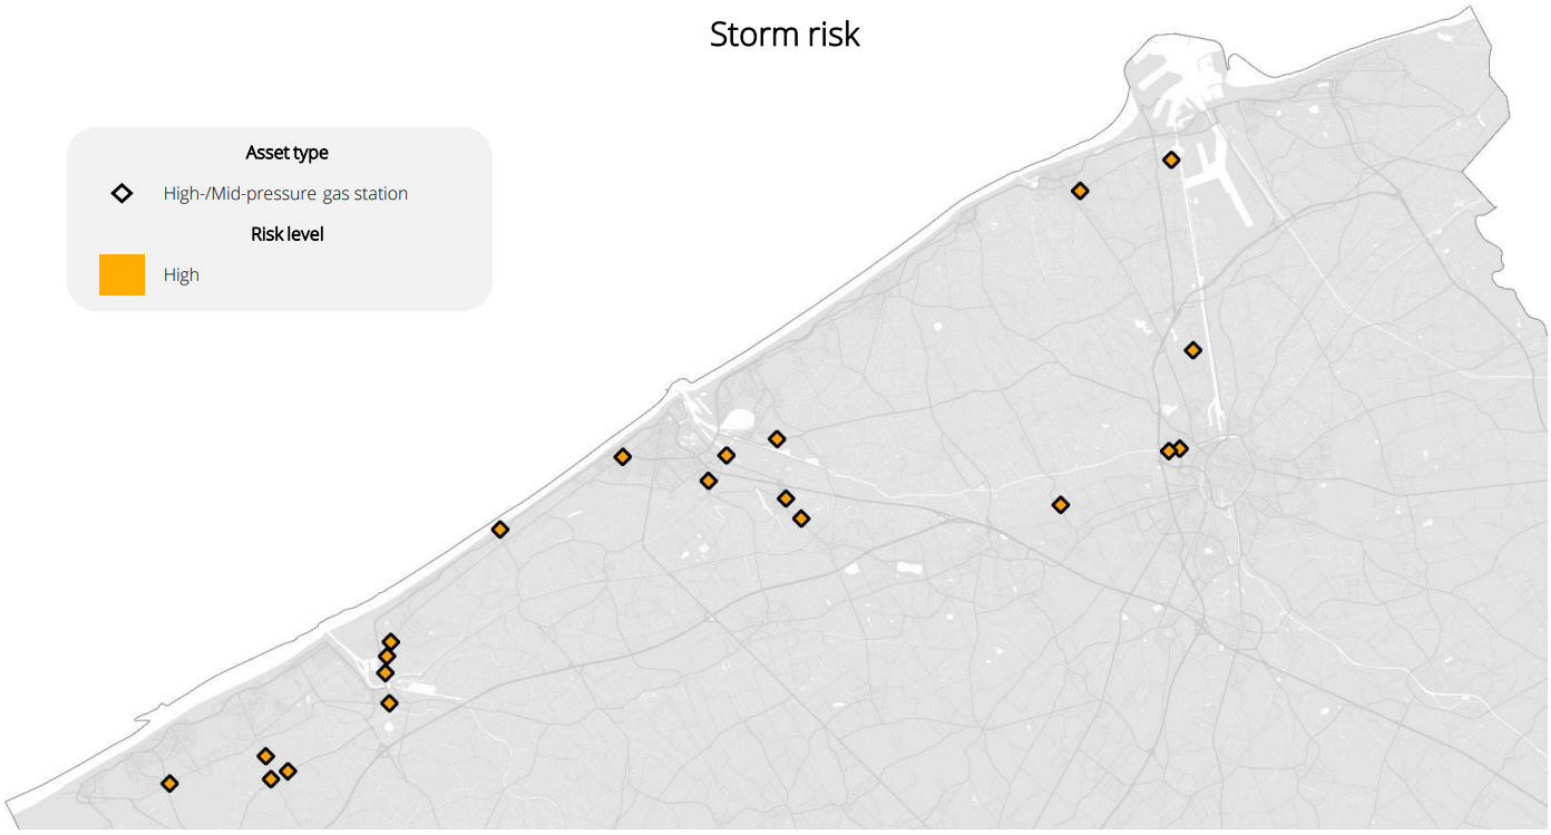 Storm risk
Asset type
High-/Mid-pressure gas station
Risk level
High